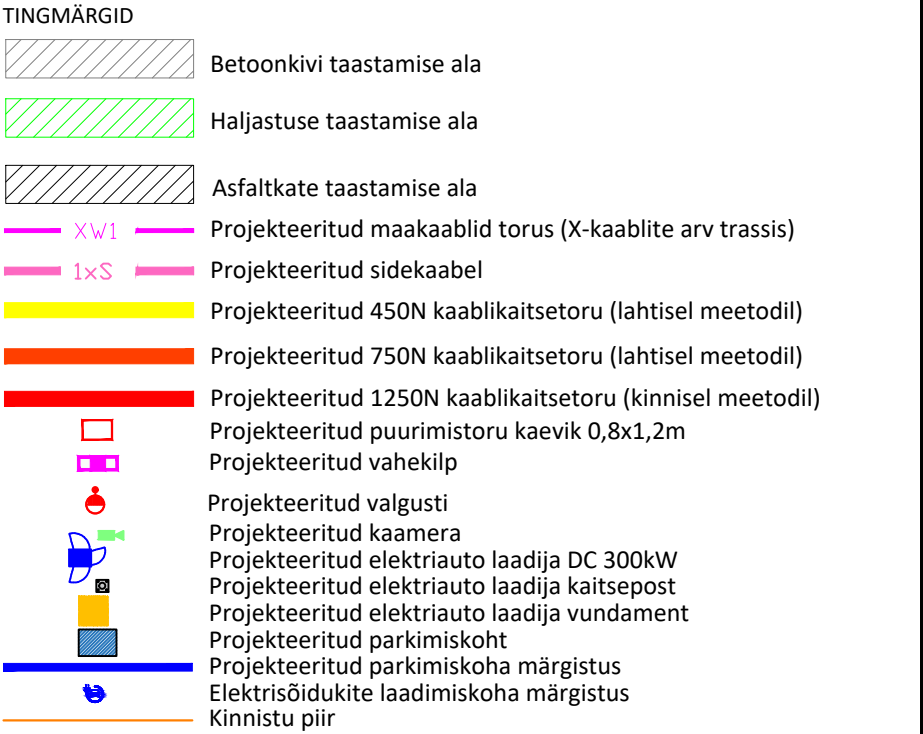 TINGMÄRGID
Betoonkivi taastamise ala
Haljastuse taastamise ala
Asfaltkate taastamise ala
XW1 Projekteeritud maakaablid torus (X-kaablite arv trassis)
1xS Projekteeritud sidekaabel
Projekteeritud 450N kaablikaitsetoru (lahtisel meetodil)
Projekteeritud 750N kaablikaitsetoru (lahtisel meetodil)
Projekteeritud 1250N kaablikaitsetoru (kinnisel meetodil)
Projekteeritud puurimistoru kaevik 0,8x1,2m
Projekteeritud vahekilp
Projekteeritud valgusti
Projekteeritud kaamera
Projekteeritud elektriauto laadija DC 300kW
Projekteeritud elektriauto laadija kaitsepost
Projekteeritud elektriauto laadija vundament
Projekteeritud parkimiskoht
Projekteeritud parkimiskoha märgistus
Elektrisõidukite laadimiskoha märgistus
Kinnistu piir